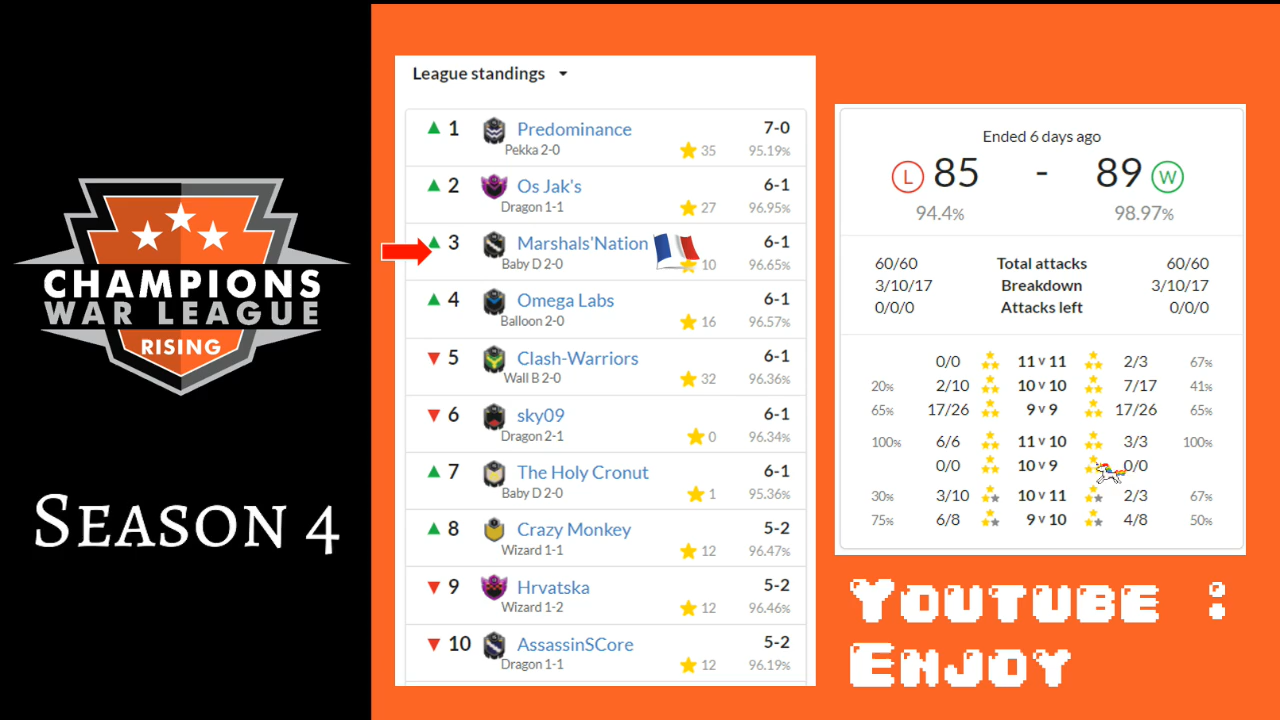 CHAMPIONS
WAR LEAGUE
RISING
SEASON 4
League standings
1 Predominance 7-0
Pekka 2-0 35 95.19%
2 Os Jak's 6-1
Dragon 1-1 27 96.95%
3 Marshals'Nation 6-1
Baby D 2-0 10 96.65%
4 Omega Labs 6-1
Balloon 2-0 16 96.57%
5 Clash-Warriors 6-1
Wall B 2-0 32 96.36%
6 sky09 6-1
Dragon 2-1 0 96.34%
7 The Holy Cronut 6-1
Baby D 2-0 1 95.36%
8 Crazy Monkey 5-2
Wizard 1-1 12 96.47%
9 Hrvatska 5-2
Wizard 1-2 12 96.46%
10 AssassinSCore 5-2
Dragon 1-1 12 96.19%
Ended 6 days ago
L 85 - 89 W
94.4% 98.97%
60/60 Total attacks 60/60
3/10/17 Breakdown 3/10/17
0/0/0 Attacks left 0/0/0
0/0 11 v 11 2/3 67%
20% 2/10 10 v 10 7/17 41%
65% 17/26 9 v 9 17/26 65%
100% 6/6 11 v 10 3/3 100%
0/0 10 v 9 0/0
30% 3/10 10 v 11 2/3 67%
75% 6/8 9 v 10 4/8 50%
YOUTUBE :
ENJOY